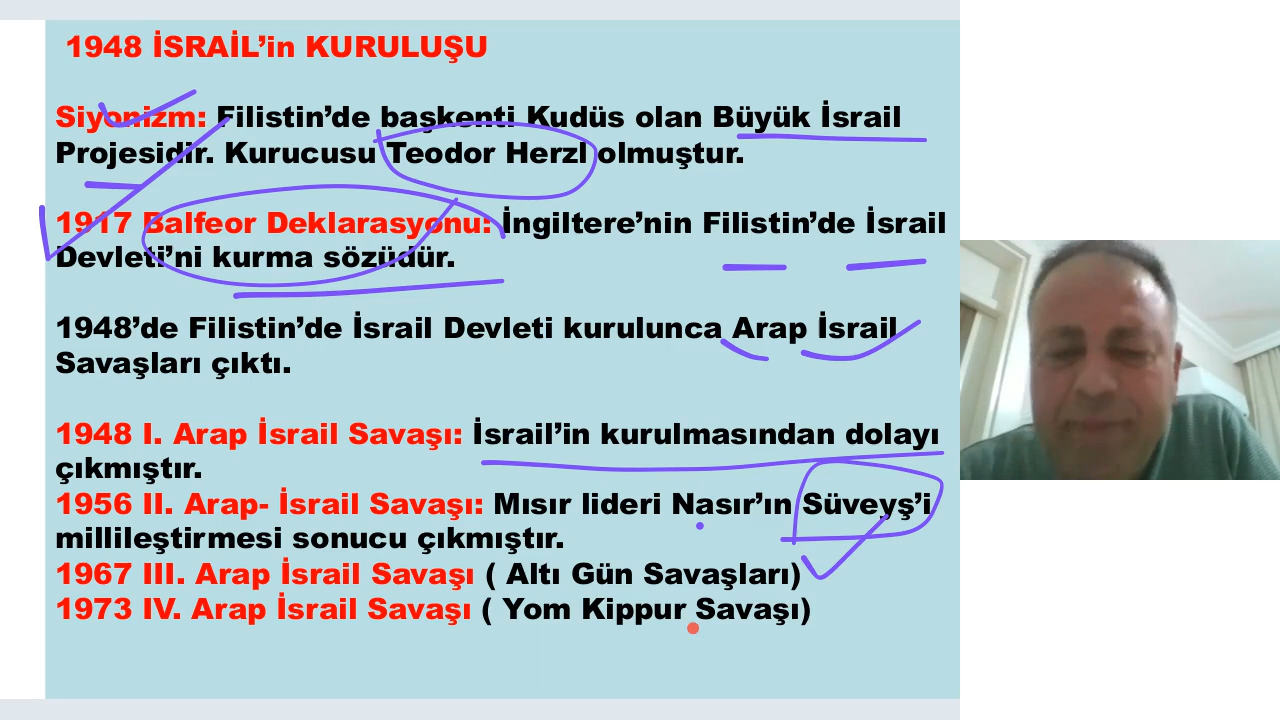 1948 İSRAİL’in KURULUŞU
Siyonizm: Filistin’de başkenti Kudüs olan Büyük İsrail
Projesidir. Kurucusu Teodor Herzl olmuştur.
1917 Balfeor Deklarasyonu: İngiltere’nin Filistin’de İsrail
Devleti’ni kurma sözüdür.
1948’de Filistin’de İsrail Devleti kurulunca Arap İsrail
Savaşları çıktı.
1948 I. Arap İsrail Savaşı: İsrail’in kurulmasından dolayı
çıkmıştır.
1956 II. Arap- İsrail Savaşı: Mısır lideri Nasır’ın Süveyş’i
millileştirmesi sonucu çıkmıştır.
1967 III. Arap İsrail Savaşı ( Altı Gün Savaşları)
1973 IV. Arap İsrail Savaşı ( Yom Kippur Savaşı)